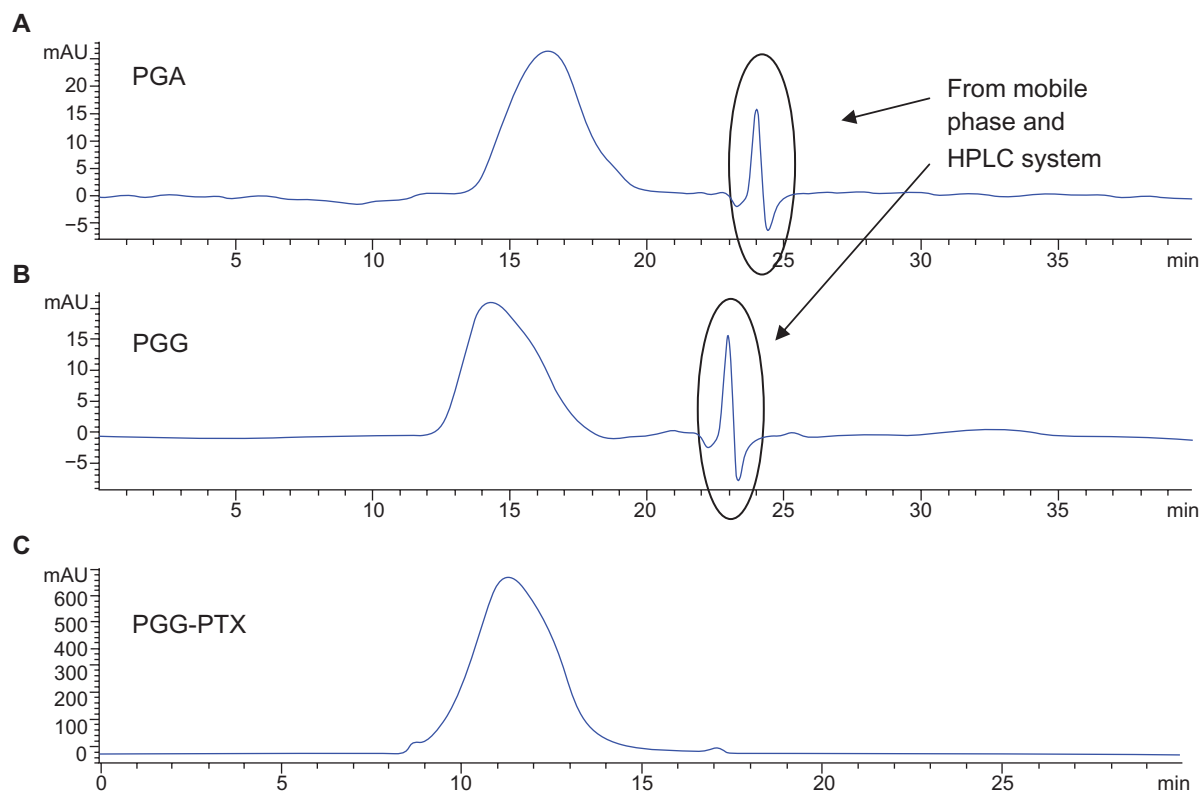 A
mAU
PGA
20
15
10
5
0
−5
5 10 15 20 25 30 35 min
From mobile
phase and
HPLC system
B
mAU
PGG
15
10
5
0
−5
5 10 15 20 25 30 35 min
C
mAU
PGG-PTX
600
500
400
300
200
100
0
0 5 10 15 20 25 min